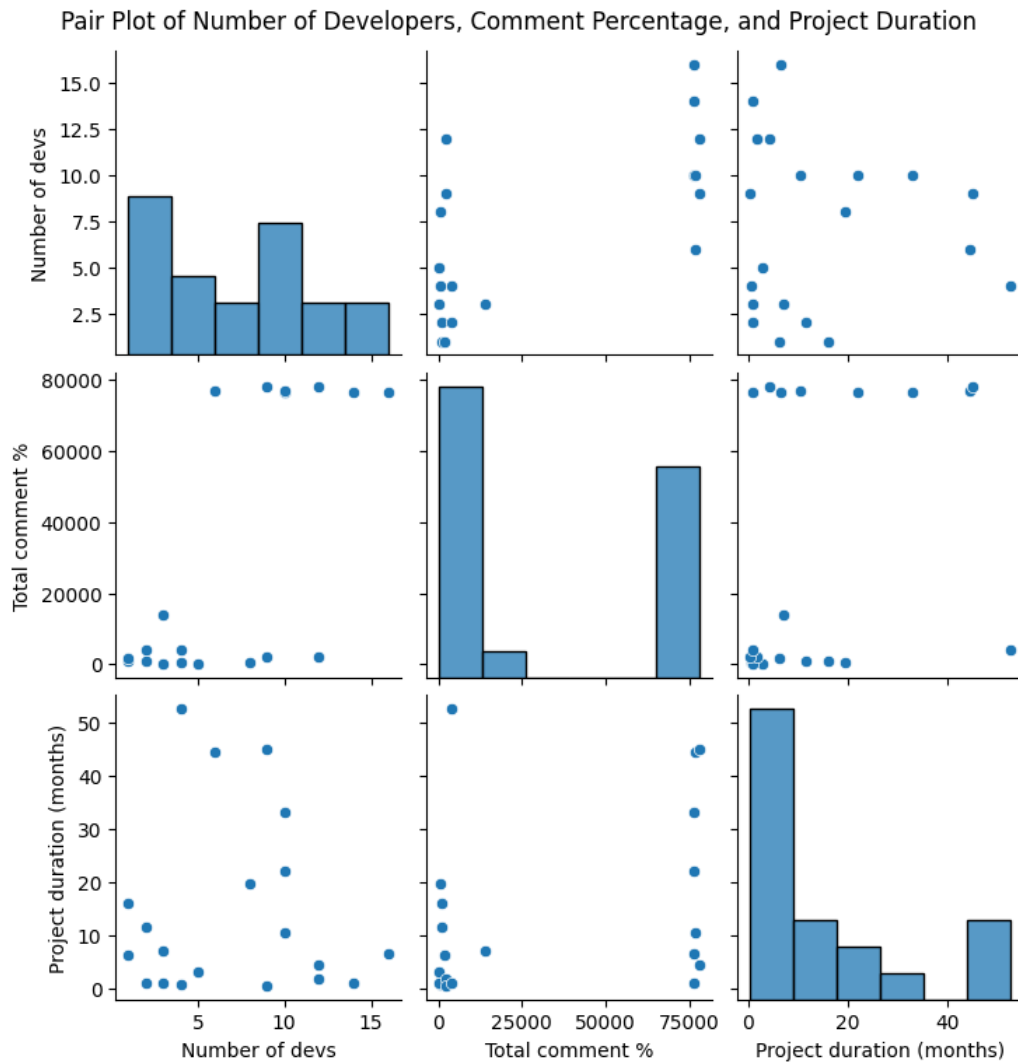 Pair Plot of Number of Developers, Comment Percentage, and Project Duration
15.0
12.5
10.0
7.5
5.0
2.5
Number of devs
80000
60000
40000
20000
0
Total comment %
50
40
30
20
10
0
Project duration (months)
5 10 15
Number of devs
0 25000 50000 75000
Total comment %
0 20 40
Project duration (months)